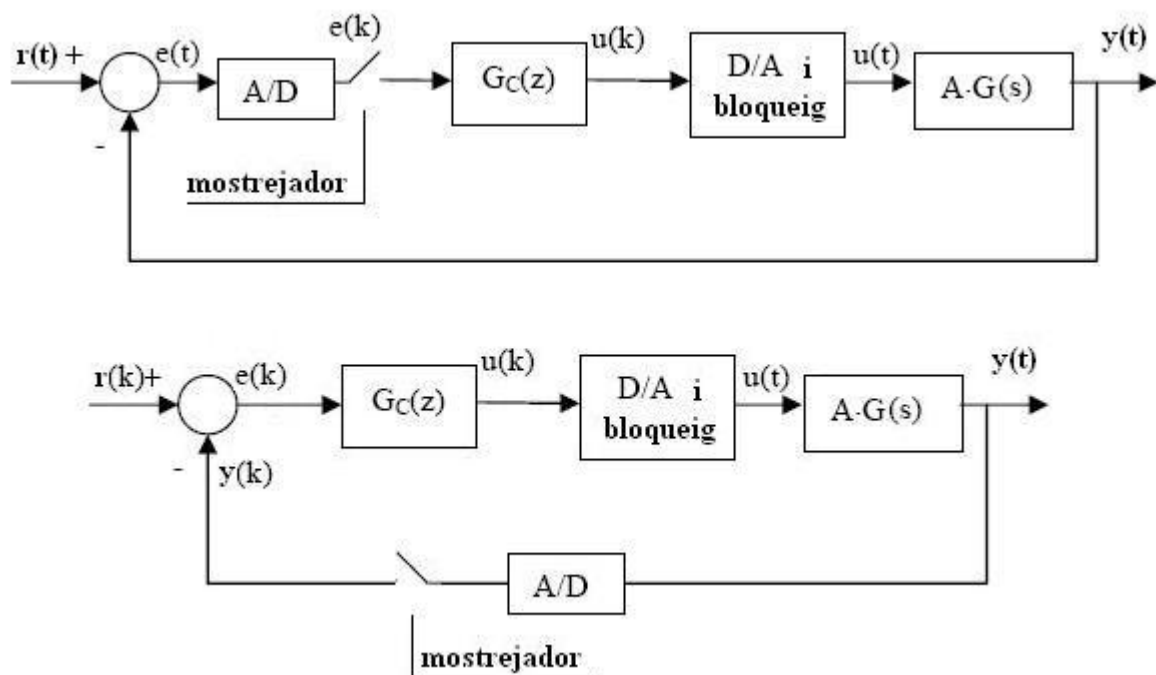 r(t) +
e(t)
A/D
e(k)
G_C(z)
u(k)
D/A i
bloqueig
u(t)
A·G(s)
y(t)
-
mostrejador
r(k)+
e(k)
G_C(z)
u(k)
D/A i
bloqueig
u(t)
A·G(s)
y(t)
-
y(k)
A/D
mostrejador